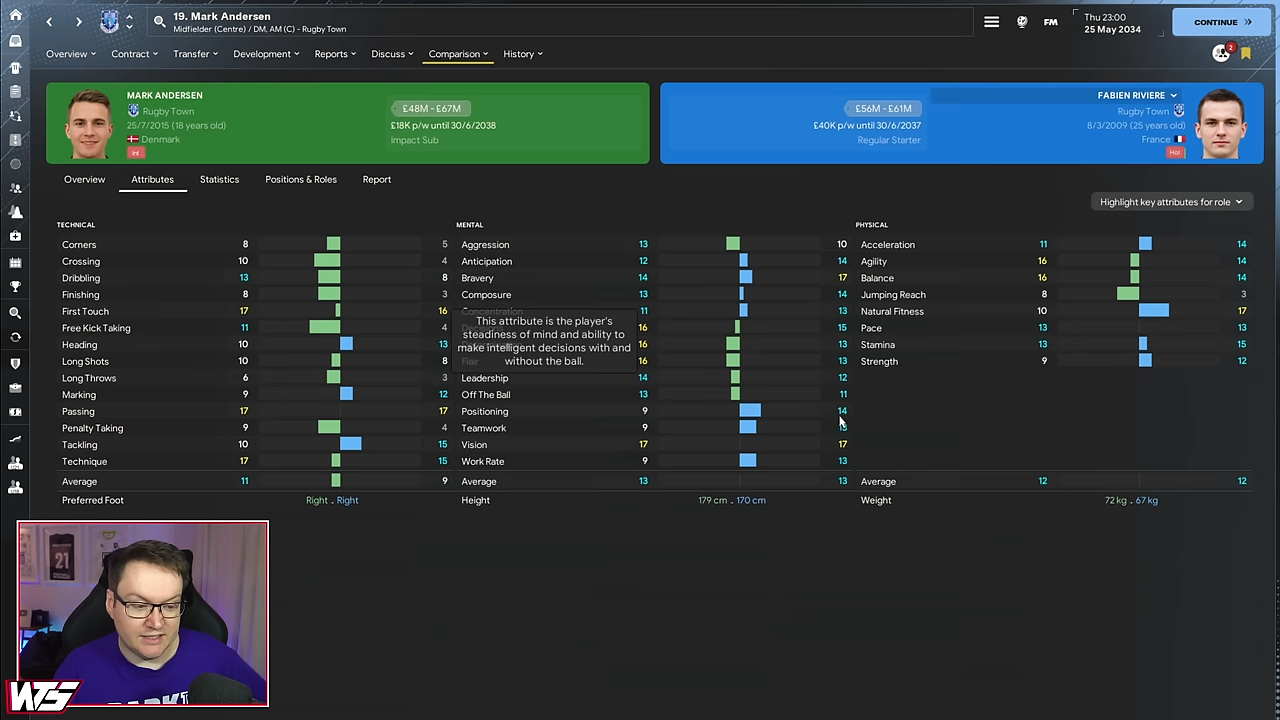 19. Mark Andersen
Midfielder (Centre) / DM, AM (C) - Rugby Town
FM
Thu 23:00
25 May 2034
CONTINUE
Overview
Contract
Transfer
Development
Reports
Discuss
Comparison
History
2
MARK ANDERSEN
Rugby Town
25/7/2015 (18 years old)
Denmark
Int
£48M - £67M
£18K p/w until 30/6/2038
Impact Sub
£56M - £61M
£40K p/w until 30/6/2037
Regular Starter
FABIEN RIVIERE
Rugby Town
8/3/2009 (25 years old)
France
Hol
Overview
Attributes
Statistics
Positions & Roles
Report
Highlight key attributes for role
TECHNICAL
Corners 8 5
Crossing 10 4
Dribbling 13 8
Finishing 8 3
First Touch 17 16
Free Kick Taking 11 4
Heading 10 13
Long Shots 10 8
Long Throws 6 3
Marking 9 12
Passing 17 17
Penalty Taking 9 4
Tackling 10 15
Technique 17 15
Average 11 9
Preferred Foot Right - Right
MENTAL
Aggression 13 10
Anticipation 12 14
Bravery 14 17
Composure 13 14
Concentration 11 13
16 15
16 13
Flair 16 13
This attribute is the player's
steadiness of mind and ability to
make intelligent decisions with and
without the ball.
Leadership 14 12
Off The Ball 13 11
Positioning 9 14
Teamwork 9
Vision 17 17
Work Rate 9 13
Average 13 13
Height 179 cm - 170 cm
PHYSICAL
Acceleration 11 14
Agility 16 14
Balance 16 14
Jumping Reach 8 3
Natural Fitness 10 17
Pace 13 13
Stamina 13 15
Strength 9 12
Average 12 12
Weight 72 kg - 67 kg
21
WTS